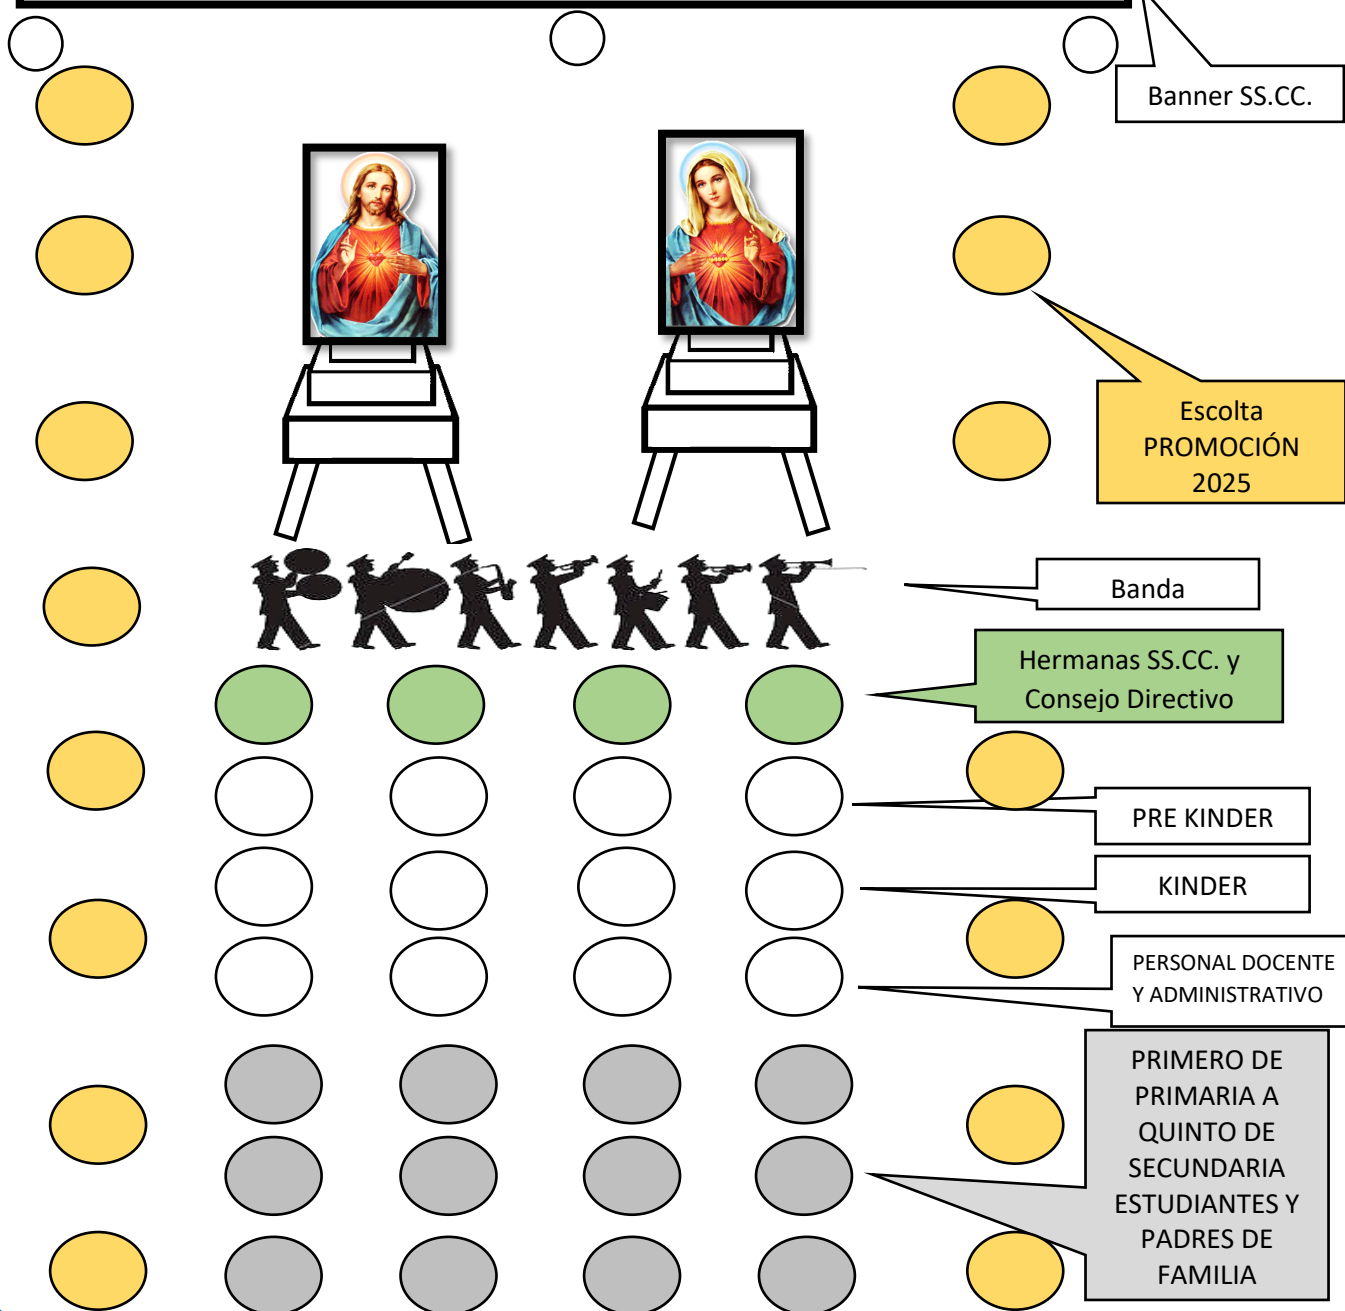 Banner SS.CC.
Escolta
PROMOCIÓN
2025
Banda
Hermanas SS.CC. y
Consejo Directivo
PRE KINDER
KINDER
PERSONAL DOCENTE
Y ADMINISTRATIVO
PRIMERO DE
PRIMARIA A
QUINTO DE
SECUNDARIA
ESTUDIANTES Y
PADRES DE
FAMILIA